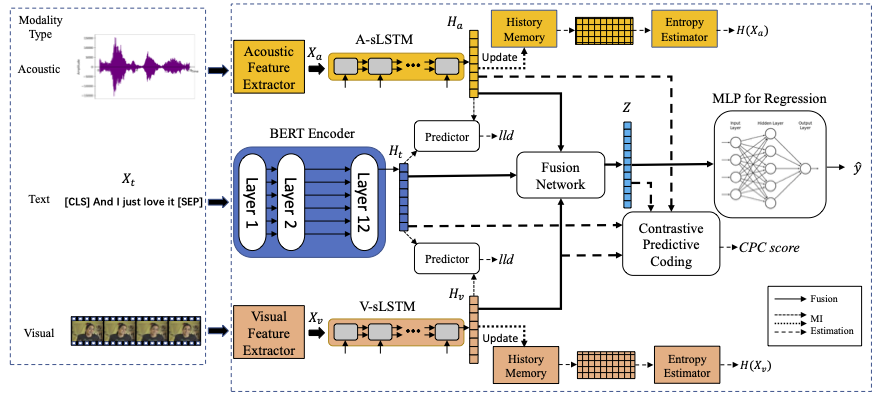 Modality
Type
Acoustic
Amplitude
Acoustic
Feature
Extractor
X_a
A-sLSTM
H_a
Update
History
Memory
Entropy
Estimator
H(X_a)
Predictor
lld
BERT Encoder
H_t
Layer 1
Layer 2
Layer 12
Text
X_t
[CLS] And I just love it [SEP]
Fusion
Network
Z
MLP for Regression
Input
Layer
Hidden Layer
Output
Layer
ŷ
Contrastive
Predictive
Coding
CPC score
Predictor
lld
Visual
Visual
Feature
Extractor
X_v
V-sLSTM
H_v
Update
History
Memory
Entropy
Estimator
H(X_v)
Fusion
MI
Estimation